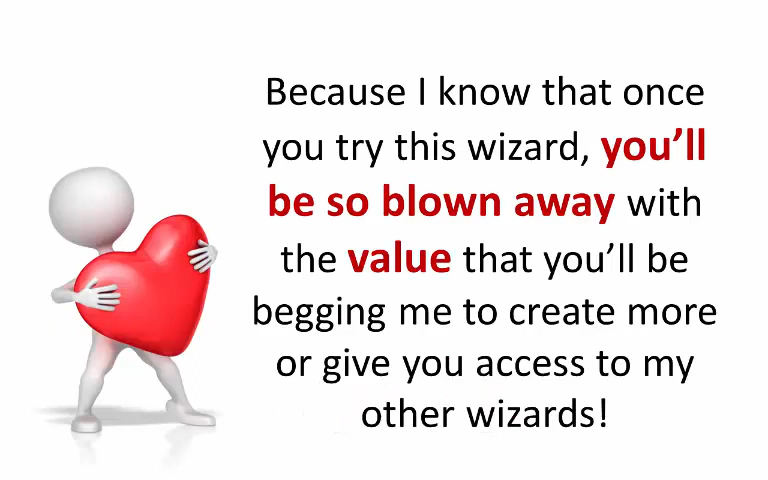 Because I know that once
you try this wizard, you’ll
be so blown away with
the value that you’ll be
begging me to create more
or give you access to my
other wizards!